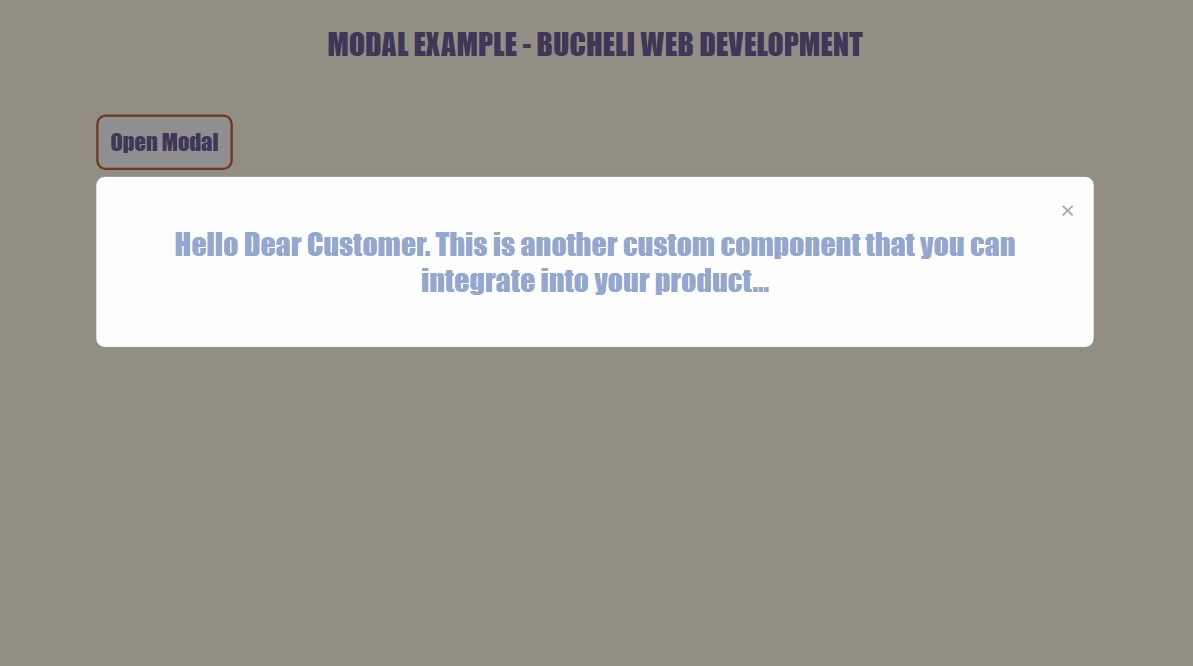 MODAL EXAMPLE - BUCHELI WEB DEVELOPMENT
Open Modal
×
Hello Dear Customer. This is another custom component that you can
integrate into your product...